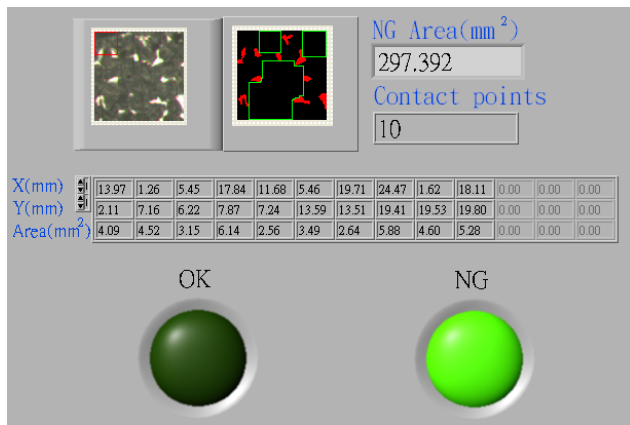 NG Area(mm²)
297.392
Contact points
10
X(mm) 13.97 1.26 5.45 17.84 11.68 5.46 19.71 24.47 1.62 18.11 0.00 0.00 0.00
Y(mm) 2.11 7.16 6.22 7.87 7.24 13.59 13.51 19.41 19.53 19.80 0.00 0.00 0.00
Area(mm²) 4.09 4.52 3.15 6.14 2.56 3.49 2.64 5.88 4.60 5.28 0.00 0.00 0.00
OK NG